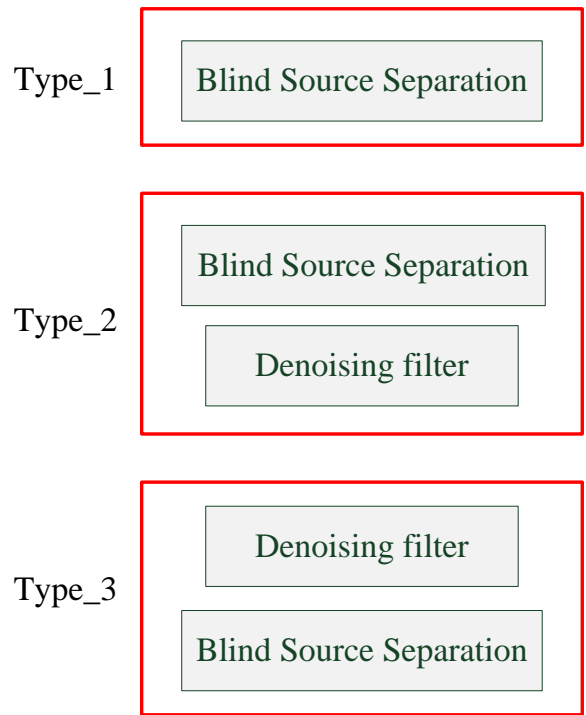 Type_1
Blind Source Separation
Type_2
Blind Source Separation
Denoising filter
Type_3
Denoising filter
Blind Source Separation